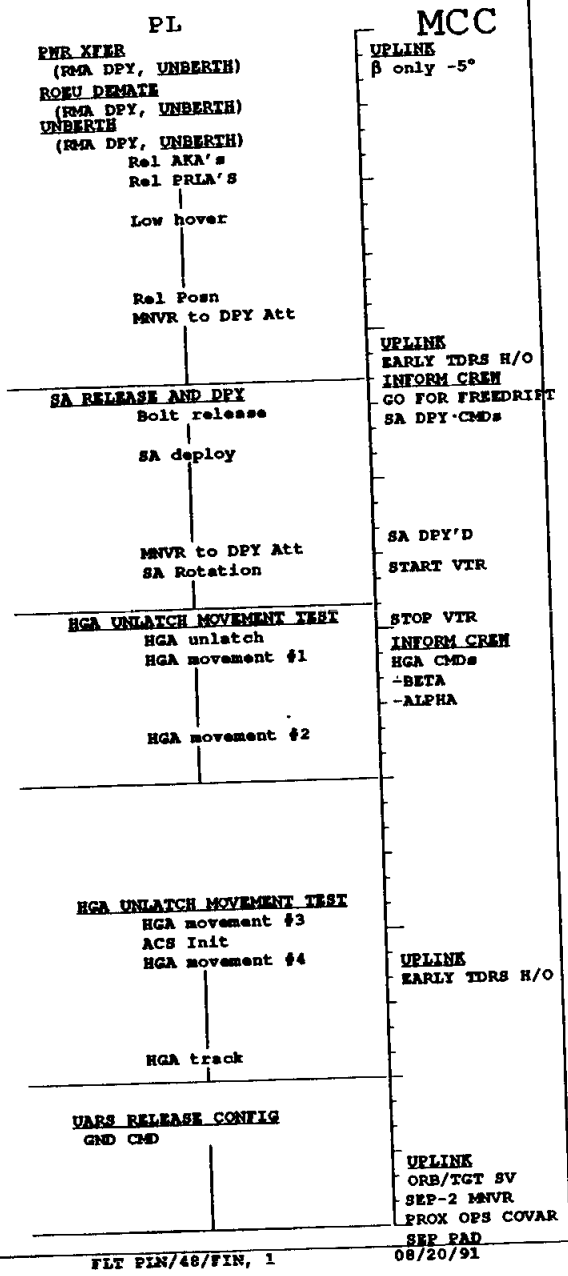 PL
PWR XFER
(RMA DPY, UNBERTH)
ROEU DEMATE
(RMA DPY, UNBERTH)
UNBERTH
(RMA DPY, UNBERTH)
Rel AKA's
Rel PRLA'S
Low hover
Rel Posn
MNVR to DPY Att
SA RELEASE AND DPY
Bolt release
SA deploy
MNVR to DPY Att
SA Rotation
HGA UNLATCH MOVEMENT TEST
HGA unlatch
HGA movement #1
HGA movement #2
HGA UNLATCH MOVEMENT TEST
HGA movement #3
ACS Init
HGA movement #4
HGA track
UARS RELEASE CONFIG
GND CMD
MCC
UPLINK
β only -5°
UPLINK
EARLY TDRS H/O
INFORM CREW
GO FOR FREEDRIFT
SA DPY CMDs
SA DPY'D
START VTR
STOP VTR
INFORM CREW
HGA CMDs
-BETA
-ALPHA
UPLINK
EARLY TDRS H/O
UPLINK
ORB/TGT SV
SEP-2 MNVR
PROX OPS COVAR
SEP PAD
FLT PLN/48/FIN, 1
08/20/91